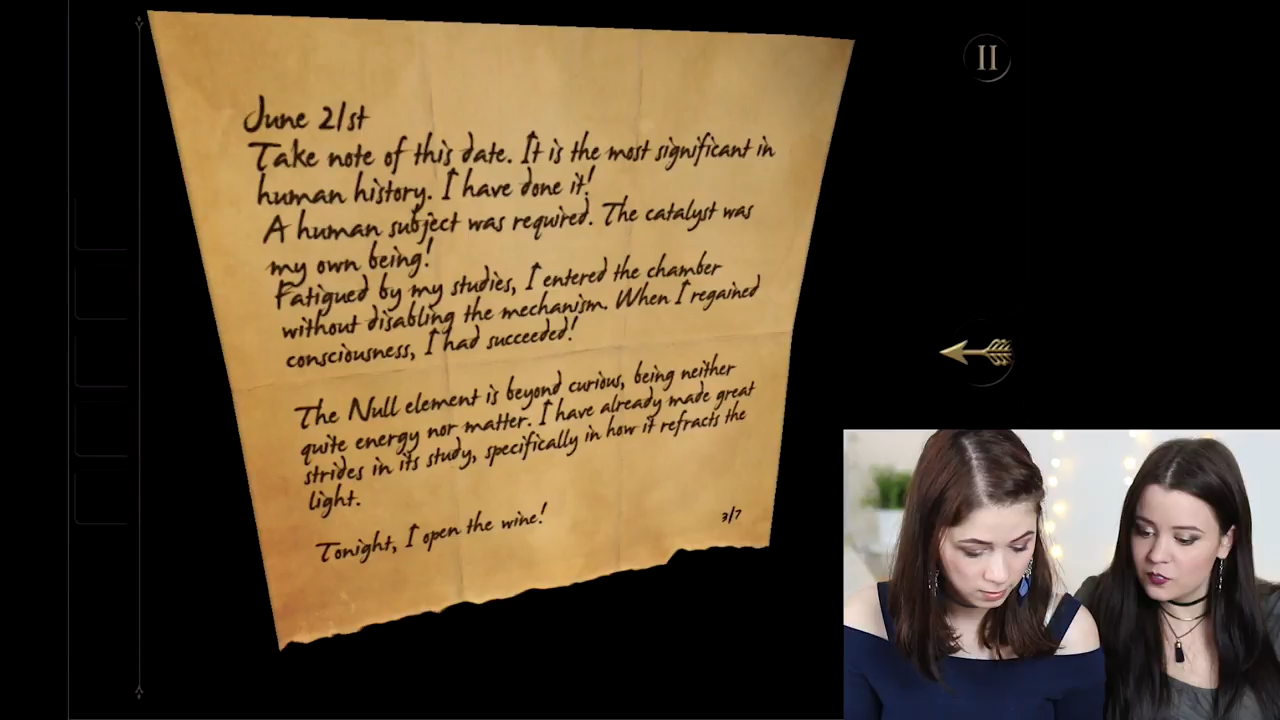 II
June 21st
Take note of this date. It is the most significant in
human history. I have done it!
A human subject was required. The catalyst was
my own being!
Fatigued by my studies, I entered the chamber
without disabling the mechanism. When I regained
consciousness, I had succeeded!
The Null element is beyond curious, being neither
quite energy nor matter. I have already made great
strides in its study, specifically in how it refracts the
light.
Tonight, I open the wine!
3/7